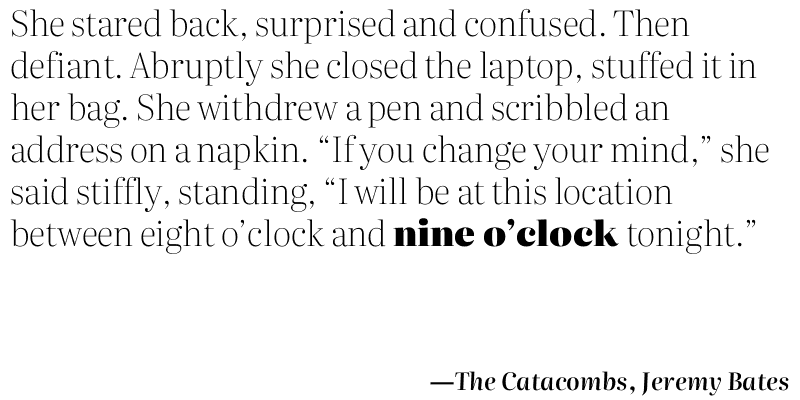 She stared back, surprised and confused. Then
defiant. Abruptly she closed the laptop, stuffed it in
her bag. She withdrew a pen and scribbled an
address on a napkin. “If you change your mind,” she
said stiffly, standing, “I will be at this location
between eight o’clock and nine o’clock tonight.”
—The Catacombs, Jeremy Bates